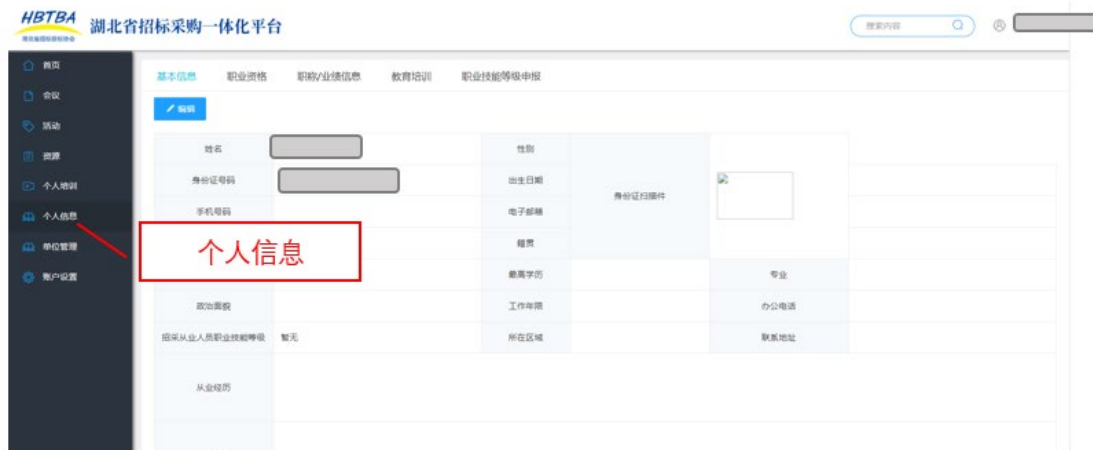 HBTBA
湖北省招标采购一体化平台
搜索内容
首页
会议
活动
资源
个人培训
个人信息
单位管理
账户设置
基本信息 职业资格 职称/业绩信息 教育培训 职业技能等级申报
编辑
姓名 性别
身份证号码 出生日期 身份证扫描件
手机号码 电子邮箱
籍贯
个人信息
最高学历 专业
政治面貌 工作年限 办公电话
招采从业人员职业技能等级 暂无 所在区域 联系地址
从业经历